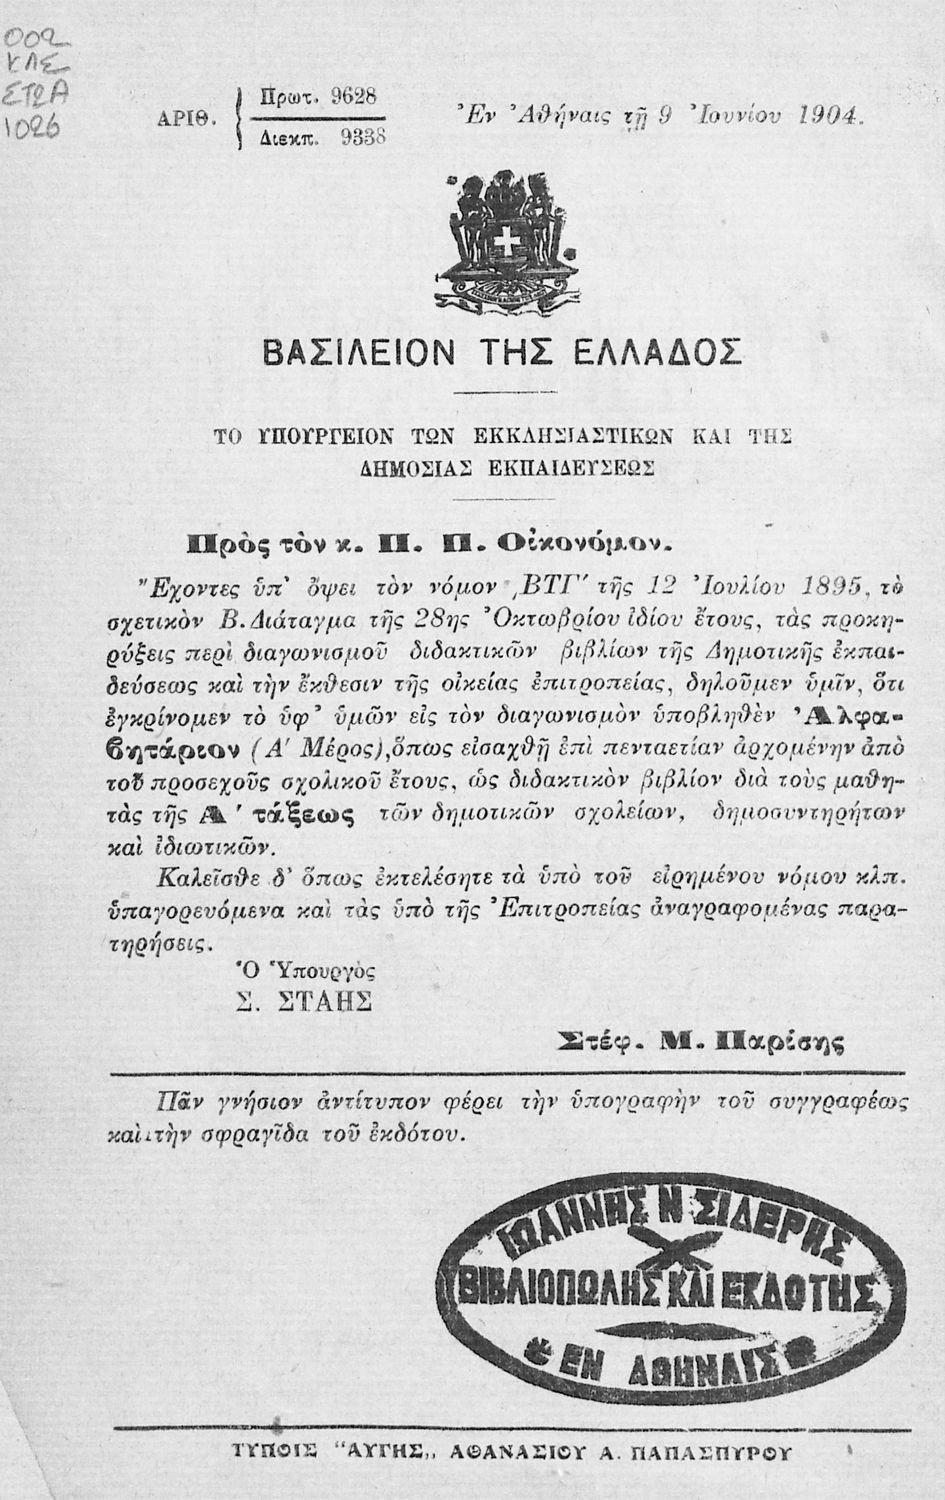 002
ΚΛΣ
ΣΤ2Α
1026
ΑΡΙΘ. Πρωτ. 9628
Διεκπ. 9338
Ἐν Ἀθήναις τῇ 9 Ἰουνίου 1904.
ΒΑΣΙΛΕΙΟΝ ΤΗΣ ΕΛΛΑΔΟΣ
ΤΟ ΥΠΟΥΡΓΕΙΟΝ ΤΩΝ ΕΚΚΛΗΣΙΑΣΤΙΚΩΝ ΚΑΙ ΤΗΣ
ΔΗΜΟΣΙΑΣ ΕΚΠΑΙΔΕΥΣΕΩΣ
Πρὸς τὸν κ. Π. Π. Οἰκονόμον.
Ἔχοντες ὑπ' ὄψει τὸν νόμον ͵ΒΤΓ' τῆς 12 Ἰουλίου 1895, τὸ
σχετικὸν Β. Διάταγμα τῆς 28ης Ὀκτωβρίου ἰδίου ἔτους, τὰς προκη-
ρύξεις περὶ διαγωνισμοῦ διδακτικῶν βιβλίων τῆς Δημοτικῆς ἐκπαι-
δεύσεως καὶ τὴν ἔκθεσιν τῆς οἰκείας ἐπιτροπείας, δηλοῦμεν ὑμῖν, ὅτι
ἐγκρίνομεν τὸ ὑφ' ὑμῶν εἰς τὸν διαγωνισμὸν ὑποβληθὲν Ἀλφα-
βητάριον (Α' Μέρος), ὅπως εἰσαχθῇ ἐπὶ πενταετίαν ἀρχομένην ἀπὸ
τοῦ προσεχοῦς σχολικοῦ ἔτους, ὡς διδακτικὸν βιβλίον διὰ τοὺς μαθη-
τὰς τῆς Α' τάξεως τῶν δημοτικῶν σχολείων, δημοσυντηρήτων
καὶ ἰδιωτικῶν.
Καλεῖσθε δ' ὅπως ἐκτελέσητε τὰ ὑπὸ τοῦ εἰρημένου νόμου κλπ.
ὑπαγορευόμενα καὶ τὰς ὑπὸ τῆς Ἐπιτροπείας ἀναγραφομένας παρα-
τηρήσεις.
Ὁ Ὑπουργὸς
Σ. ΣΤΑΗΣ
Στέφ. Μ. Παρίσης
Πᾶν γνήσιον ἀντίτυπον φέρει τὴν ὑπογραφὴν τοῦ συγγραφέως
καὶ τὴν σφραγῖδα τοῦ ἐκδότου.
ΙΩΑΝΝΗΣ Ν ΣΙΔΕΡΗΣ
ΒΙΒΛΙΟΠΩΛΗΣ ΚΑΙ ΕΚΔΟΤΗΣ
ΕΝ ΑΘΗΝΑΙΣ
ΤΥΠΟΙΣ "ΑΥΓΗΣ,, ΑΘΑΝΑΣΙΟΥ Α. ΠΑΠΑΣΠΥΡΟΥ